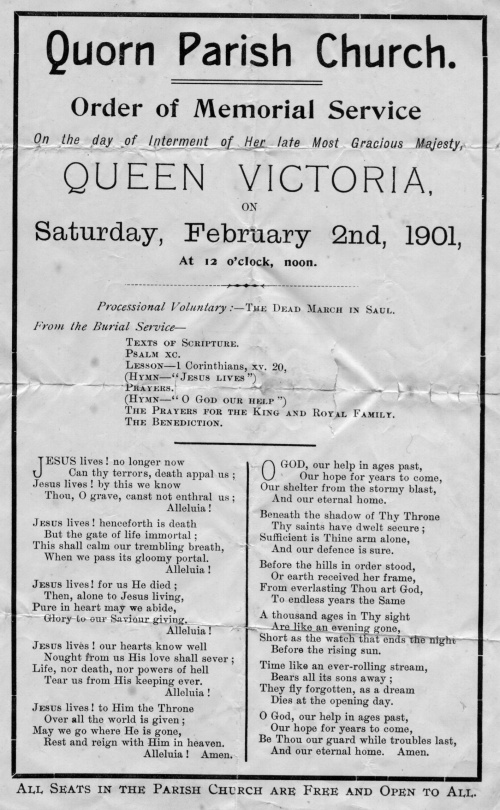 Quorn Parish Church.
Order of Memorial Service
On the day of Interment of Her late Most Gracious Majesty,
QUEEN VICTORIA,
ON
Saturday, February 2nd, 1901,
At 12 o'clock, noon.
Processional Voluntary:—THE DEAD MARCH IN SAUL.
From the Burial Service—
TEXTS OF SCRIPTURE.
PSALM XC.
LESSON—1 Corinthians, xv. 20,
(HYMN—"JESUS LIVES")
PRAYERS.
(HYMN—"O GOD OUR HELP")
THE PRAYERS FOR THE KING AND ROYAL FAMILY.
THE BENEDICTION.
JESUS lives! no longer now
Can thy terrors, death appal us;
Jesus lives! by this we know
Thou, O grave, canst not enthral us;
Alleluia!
JESUS lives! henceforth is death
But the gate of life immortal;
This shall calm our trembling breath,
When we pass its gloomy portal.
Alleluia!
JESUS lives! for us He died;
Then, alone to Jesus living,
Pure in heart may we abide,
Glory to our Saviour giving.
Alleluia!
JESUS lives! our hearts know well
Nought from us His love shall sever;
Life, nor death, nor powers of hell
Tear us from His keeping ever.
Alleluia!
JESUS lives! to Him the Throne
Over all the world is given;
May we go where He is gone,
Rest and reign with Him in heaven.
Alleluia! Amen.
O GOD, our help in ages past,
Our hope for years to come,
Our shelter from the stormy blast,
And our eternal home.
Beneath the shadow of Thy Throne
Thy saints have dwelt secure;
Sufficient is Thine arm alone,
And our defence is sure.
Before the hills in order stood,
Or earth received her frame,
From everlasting Thou art God,
To endless years the Same
A thousand ages in Thy sight
Are like an evening gone,
Short as the watch that ends the night
Before the rising sun.
Time like an ever-rolling stream,
Bears all its sons away;
They fly forgotten, as a dream
Dies at the opening day.
O God, our help in ages past,
Our hope for years to come,
Be Thou our guard while troubles last,
And our eternal home. Amen.
ALL SEATS IN THE PARISH CHURCH ARE FREE AND OPEN TO ALL.